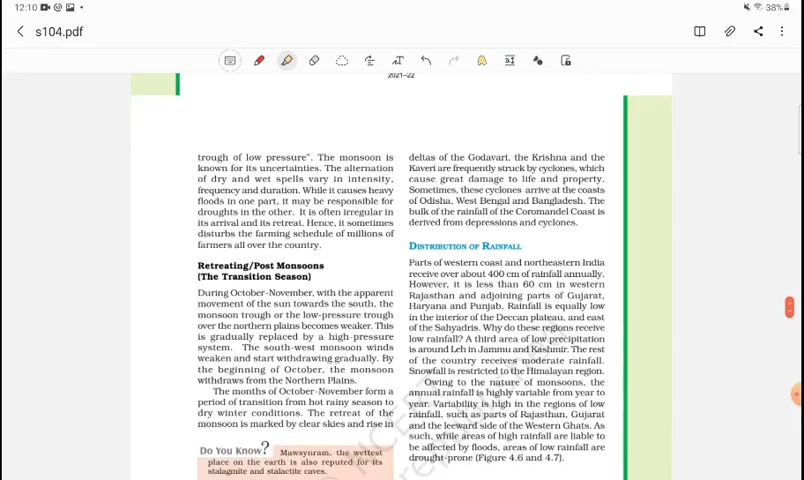 12:10
38%
s104.pdf
2021–22
trough of low pressure”. The monsoon is
known for its uncertainties. The alternation
of dry and wet spells vary in intensity,
frequency and duration. While it causes heavy
floods in one part, it may be responsible for
droughts in the other. It is often irregular in
its arrival and its retreat. Hence, it sometimes
disturbs the farming schedule of millions of
farmers all over the country.
Retreating/Post Monsoons
(The Transition Season)
During October-November, with the apparent
movement of the sun towards the south, the
monsoon trough or the low-pressure trough
over the northern plains becomes weaker. This
is gradually replaced by a high-pressure
system. The south-west monsoon winds
weaken and start withdrawing gradually. By
the beginning of October, the monsoon
withdraws from the Northern Plains.
The months of October-November form a
period of transition from hot rainy season to
dry winter conditions. The retreat of the
monsoon is marked by clear skies and rise in
Do You Know? Mawsynram, the wettest
place on the earth is also reputed for its
stalagmite and stalactite caves.
deltas of the Godavari, the Krishna and the
Kaveri are frequently struck by cyclones, which
cause great damage to life and property.
Sometimes, these cyclones arrive at the coasts
of Odisha, West Bengal and Bangladesh. The
bulk of the rainfall of the Coromandel Coast is
derived from depressions and cyclones.
DISTRIBUTION OF RAINFALL
Parts of western coast and northeastern India
receive over about 400 cm of rainfall annually.
However, it is less than 60 cm in western
Rajasthan and adjoining parts of Gujarat,
Haryana and Punjab. Rainfall is equally low
in the interior of the Deccan plateau, and east
of the Sahyadris. Why do these regions receive
low rainfall? A third area of low precipitation
is around Leh in Jammu and Kashmir. The rest
of the country receives moderate rainfall.
Snowfall is restricted to the Himalayan region.
Owing to the nature of monsoons, the
annual rainfall is highly variable from year to
year. Variability is high in the regions of low
rainfall, such as parts of Rajasthan, Gujarat
and the leeward side of the Western Ghats. As
such, while areas of high rainfall are liable to
be affected by floods, areas of low rainfall are
drought-prone (Figure 4.6 and 4.7).